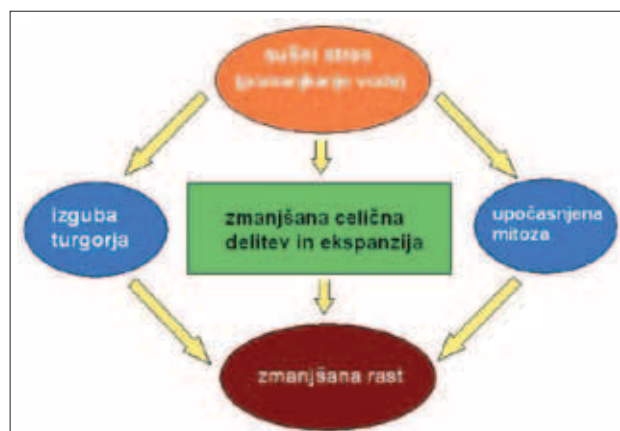 sušni stres
(pomanjkanje vode)
izguba
turgorja
zmanjšana celična
delitev in ekspanzija
upočasnjena
mitoza
zmanjšana rast